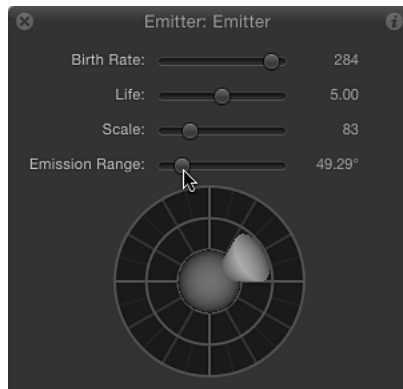 Emitter: Emitter
Birth Rate: 284
Life: 5.00
Scale: 83
Emission Range: 49.29°